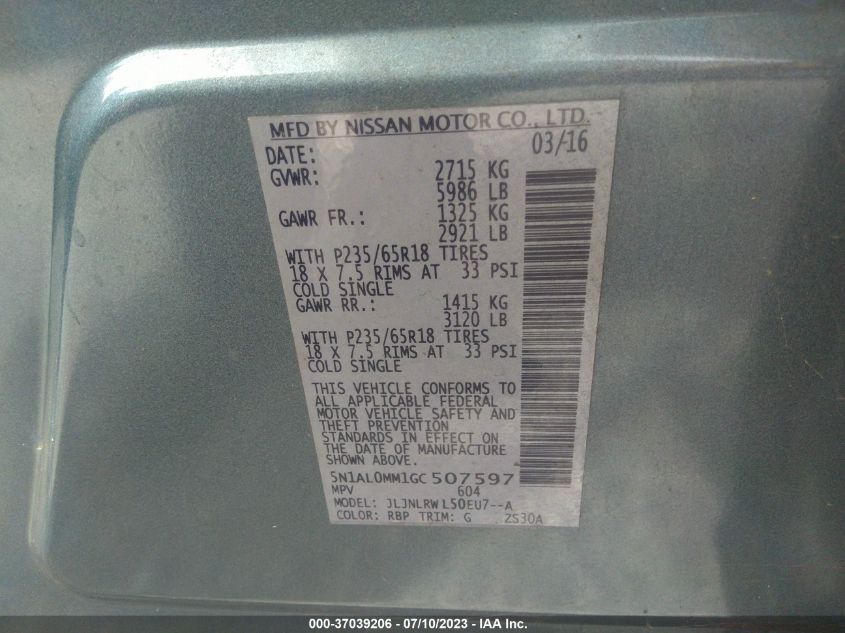 MFD BY NISSAN MOTOR CO., LTD.
DATE: 03/-16
GVWR: 2715 KG
5986 LB
GAWR FR.: 1325 KG
2921 LB
WITH P235/65R18 TIRES
18 X 7.5 RIMS AT 33 PSI
COLD SINGLE
GAWR RR.: 1415 KG
3120 LB
WITH P235/65R18 TIRES
18 X 7.5 RIMS AT 33 PSI
COLD SINGLE
THIS VEHICLE CONFORMS TO
ALL APPLICABLE FEDERAL
MOTOR VEHICLE SAFETY AND
THEFT PREVENTION
STANDARDS IN EFFECT ON
THE DATE OF MANUFACTURE
SHOWN ABOVE.
5N1AL0MM1GC507597
MPV 604
MODEL: JLJNLRWL50EU7--A
COLOR: RBP TRIM: G ZS30A
000-37039206 - 07/10/2023 - IAA Inc.